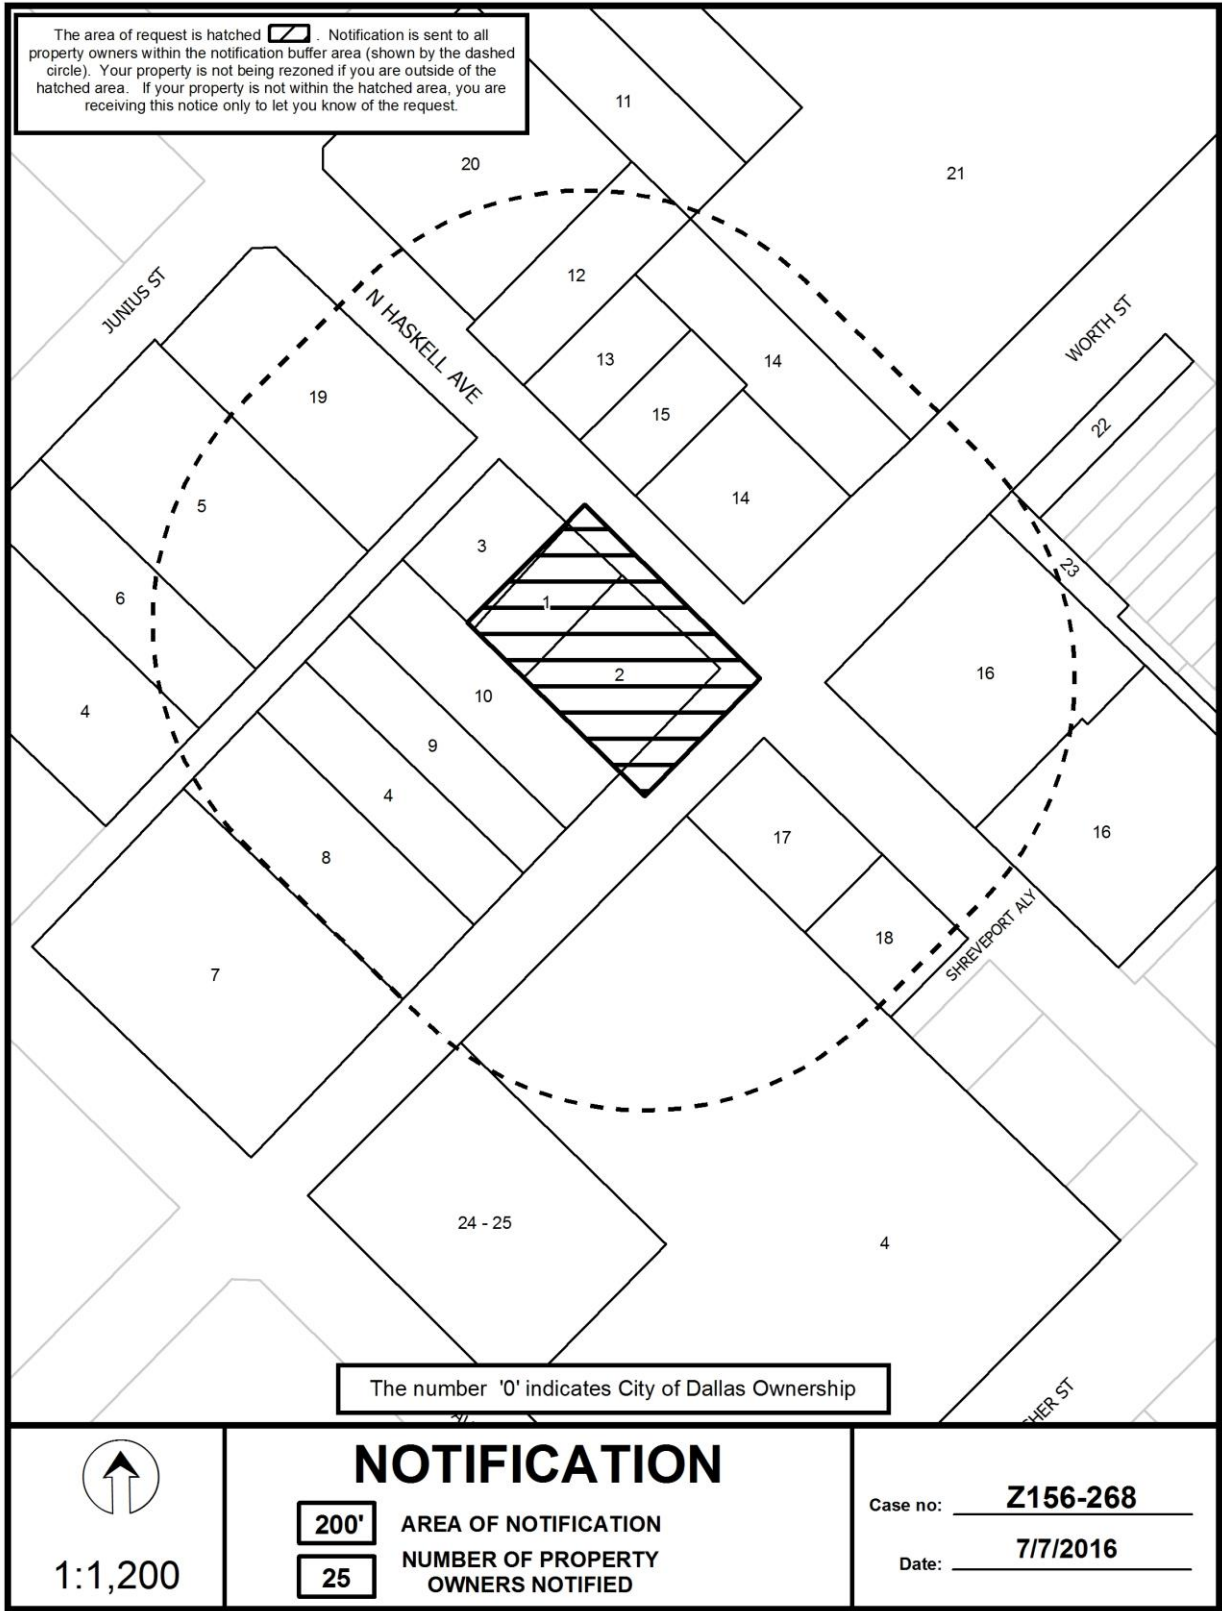 The area of request is hatched . Notification is sent to all
property owners within the notification buffer area (shown by the dashed
circle). Your property is not being rezoned if you are outside of the
hatched area. If your property is not within the hatched area, you are
receiving this notice only to let you know of the request.
11
20
21
12
JUNIUS ST
N HASKELL AVE
WORTH ST
13
14
19
15
22
14
5
3
23
6
1
16
2
10
4
9
4
17
16
8
18
SHREVEPORT ALY
7
24 - 25
4
The number '0' indicates City of Dallas Ownership
SHER ST
1:1,200
NOTIFICATION
200' AREA OF NOTIFICATION
25 NUMBER OF PROPERTY
OWNERS NOTIFIED
Case no: Z156-268
Date: 7/7/2016